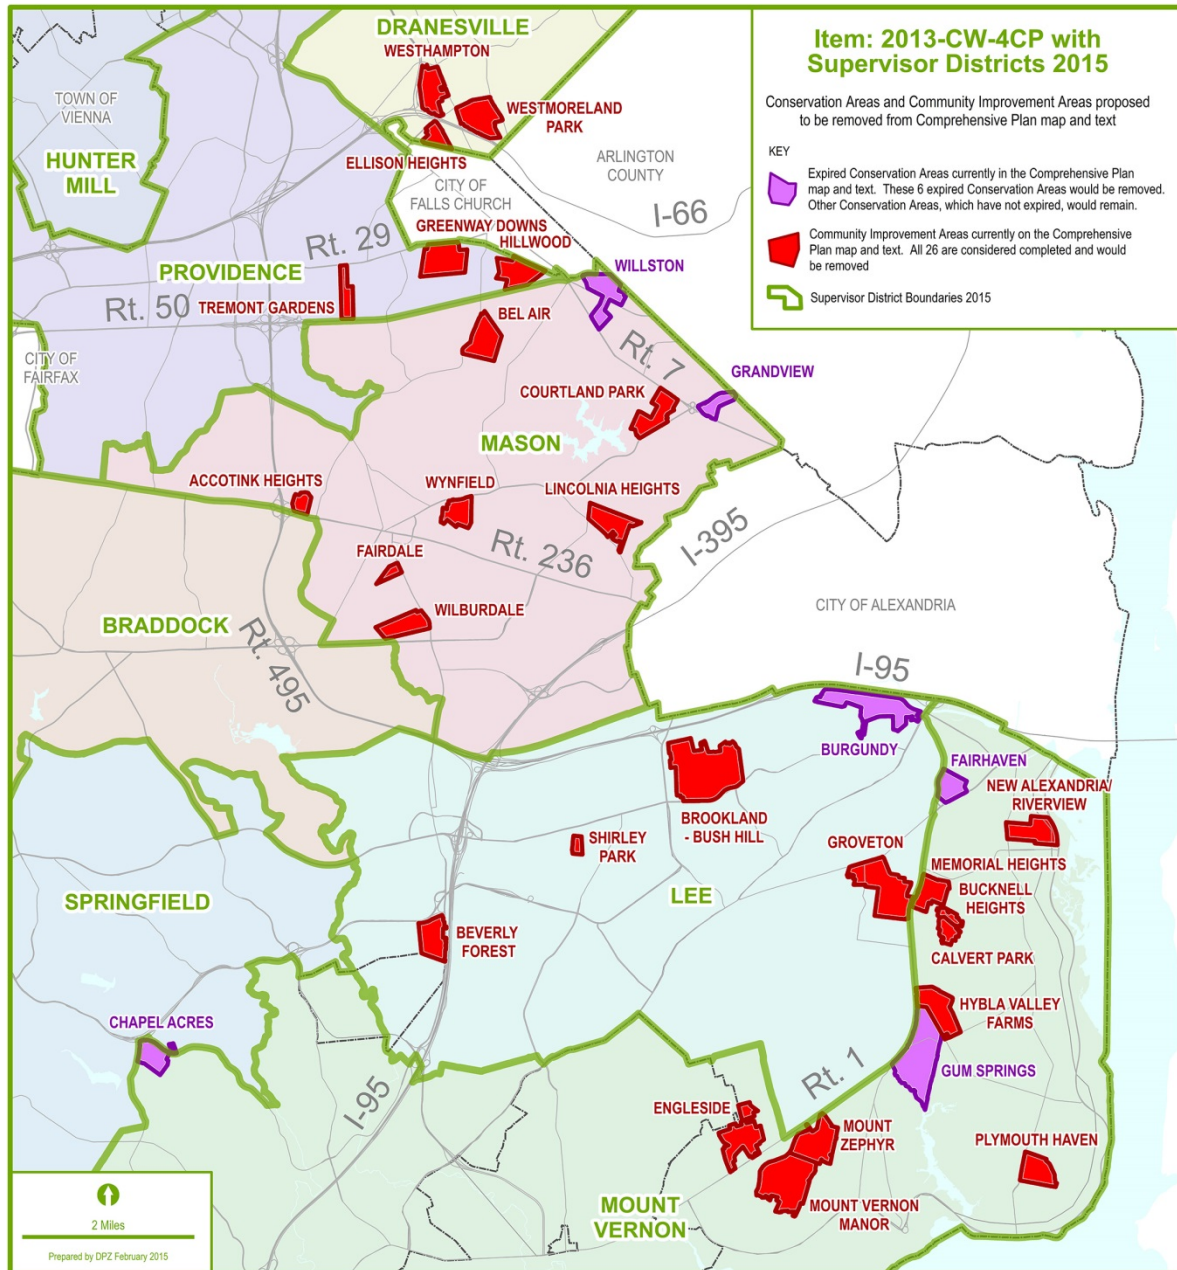 Item: 2013-CW-4CP with
Supervisor Districts 2015
Conservation Areas and Community Improvement Areas proposed
to be removed from Comprehensive Plan map and text
KEY
Expired Conservation Areas currently in the Comprehensive Plan
map and text. These 6 expired Conservation Areas would be removed.
Other Conservation Areas, which have not expired, would remain.
Community Improvement Areas currently on the Comprehensive
Plan map and text. All 26 are considered completed and would
be removed
Supervisor District Boundaries 2015
DRANESVILLE
WESTHAMPTON
WESTMORELAND
PARK
TOWN OF
VIENNA
HUNTER
MILL
ELLISON HEIGHTS
ARLINGTON
COUNTY
CITY OF
FALLS CHURCH
I-66
GREENWAY DOWNS
HILLWOOD
Rt. 29
PROVIDENCE
WILLSTON
TREMONT GARDENS
Rt. 50
BEL AIR
CITY OF
FAIRFAX
Rt. 7
GRANDVIEW
COURTLAND PARK
MASON
ACCOTINK HEIGHTS
WYNFIELD
LINCOLNIA HEIGHTS
I-395
Rt. 236
FAIRDALE
WILBURDALE
CITY OF ALEXANDRIA
BRADDOCK
Rt. 495
I-95
BURGUNDY
FAIRHAVEN
NEW ALEXANDRIA/
RIVERVIEW
BROOKLAND
- BUSH HILL
SHIRLEY
PARK
GROVETON
MEMORIAL HEIGHTS
BUCKNELL
HEIGHTS
LEE
SPRINGFIELD
BEVERLY
FOREST
CALVERT PARK
HYBLA VALLEY
FARMS
CHAPEL ACRES
GUM SPRINGS
Rt. 1
I-95
ENGLESIDE
MOUNT
ZEPHYR
PLYMOUTH HAVEN
MOUNT
VERNON
MOUNT VERNON
MANOR
2 Miles
Prepared by DPZ February 2015